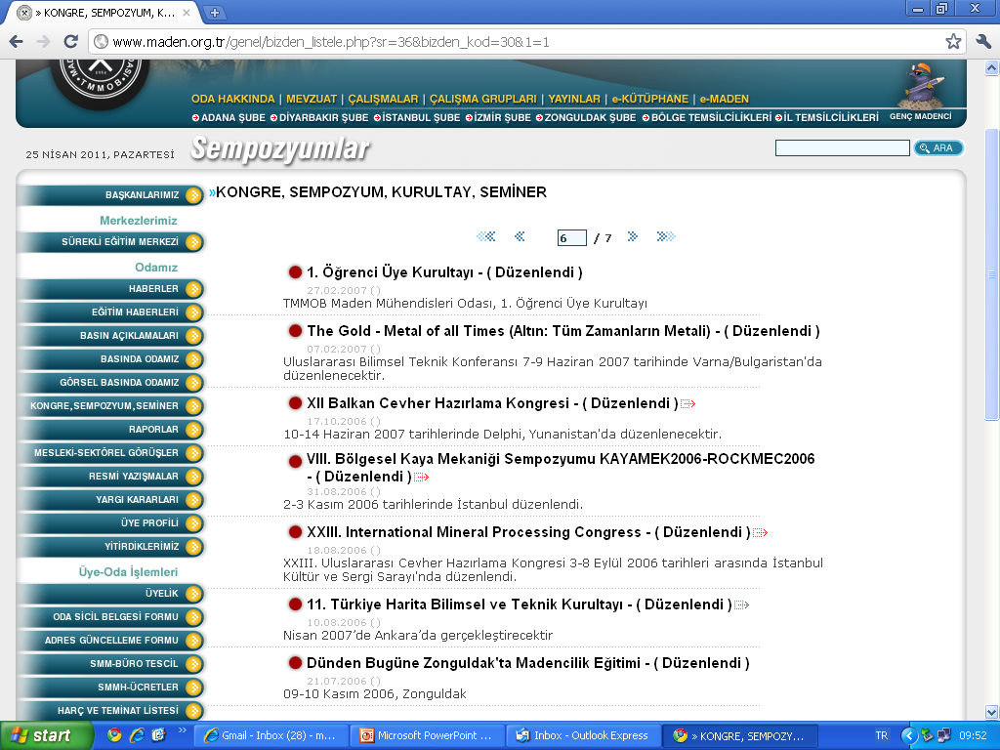 » KONGRE, SEMPOZYUM, K...
www.maden.org.tr/genel/bizden_listele.php?sr=36&bizden_kod=30&1=1
TMMOB
ODA HAKKINDA | MEVZUAT | ÇALIŞMALAR | ÇALIŞMA GRUPLARI | YAYINLAR | e-KÜTÜPHANE | e-MADEN
ADANA ŞUBE DİYARBAKIR ŞUBE İSTANBUL ŞUBE İZMİR ŞUBE ZONGULDAK ŞUBE BÖLGE TEMSİLCİLİKLERİ İL TEMSİLCİLİKLERİ
GENÇ MADENCİ
25 NİSAN 2011, PAZARTESİ
Sempozyumlar
ARA
BAŞKANLARIMIZ
Merkezlerimiz
SÜREKLİ EĞİTİM MERKEZİ
Odamız
HABERLER
EĞİTİM HABERLERİ
BASIN AÇIKLAMALARI
BASINDA ODAMIZ
GÖRSEL BASINDA ODAMIZ
KONGRE,SEMPOZYUM,SEMİNER
RAPORLAR
MESLEKİ-SEKTÖREL GÖRÜŞLER
RESMİ YAZIŞMALAR
YARGI KARARLARI
ÜYE PROFİLİ
YİTİRDİKLERİMİZ
Üye-Oda İşlemleri
ÜYELİK
ODA SİCİL BELGESİ FORMU
ADRES GÜNCELLEME FORMU
SMM-BÜRO TESCİL
SMMH-ÜCRETLER
HARÇ VE TEMİNAT LİSTESİ
»KONGRE, SEMPOZYUM, KURULTAY, SEMİNER
6 / 7
1. Öğrenci Üye Kurultayı - ( Düzenlendi )
27.02.2007 ()
TMMOB Maden Mühendisleri Odası, 1. Öğrenci Üye Kurultayı
The Gold - Metal of all Times (Altın: Tüm Zamanların Metali) - ( Düzenlendi )
07.02.2007 ()
Uluslararası Bilimsel Teknik Konferansı 7-9 Haziran 2007 tarihinde Varna/Bulgaristan'da
düzenlenecektir.
XII Balkan Cevher Hazırlama Kongresi - ( Düzenlendi )
17.10.2006 ()
10-14 Haziran 2007 tarihlerinde Delphi, Yunanistan'da düzenlenecektir.
VIII. Bölgesel Kaya Mekaniği Sempozyumu KAYAMEK2006-ROCKMEC2006
- ( Düzenlendi )
31.08.2006 ()
2-3 Kasım 2006 tarihlerinde İstanbul düzenlendi.
XXIII. International Mineral Processing Congress - ( Düzenlendi )
18.08.2006 ()
XXIII. Uluslararası Cevher Hazırlama Kongresi 3-8 Eylül 2006 tarihleri arasında İstanbul
Kültür ve Sergi Sarayı'nda düzenlendi.
11. Türkiye Harita Bilimsel ve Teknik Kurultayı - ( Düzenlendi )
10.08.2006 ()
Nisan 2007’de Ankara’da gerçekleştirecektir
Dünden Bugüne Zonguldak'ta Madencilik Eğitimi - ( Düzenlendi )
21.07.2006 ()
09-10 Kasım 2006, Zonguldak
start
Gmail - Inbox (28) - m...
Microsoft PowerPoint ...
Inbox - Outlook Express
» KONGRE, SEMPOZY...
TR
09:52